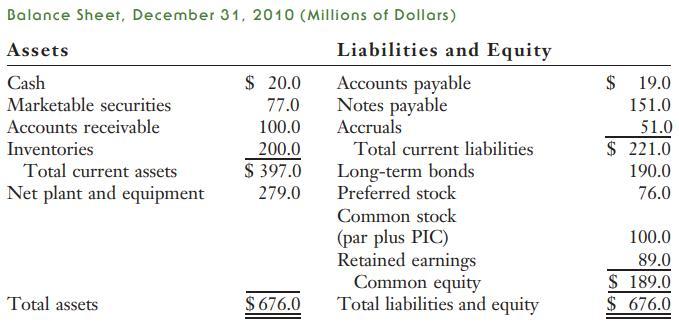 Balance Sheet, December 31, 2010 (Millions of Dollars)
Assets Liabilities and Equity
Cash $ 20.0 Accounts payable $ 19.0
Marketable securities 77.0 Notes payable 151.0
Accounts receivable 100.0 Accruals 51.0
Inventories 200.0 Total current liabilities $ 221.0
Total current assets $ 397.0 Long-term bonds 190.0
Net plant and equipment 279.0 Preferred stock 76.0
Common stock
(par plus PIC) 100.0
Retained earnings 89.0
Common equity $ 189.0
Total assets $676.0 Total liabilities and equity $ 676.0